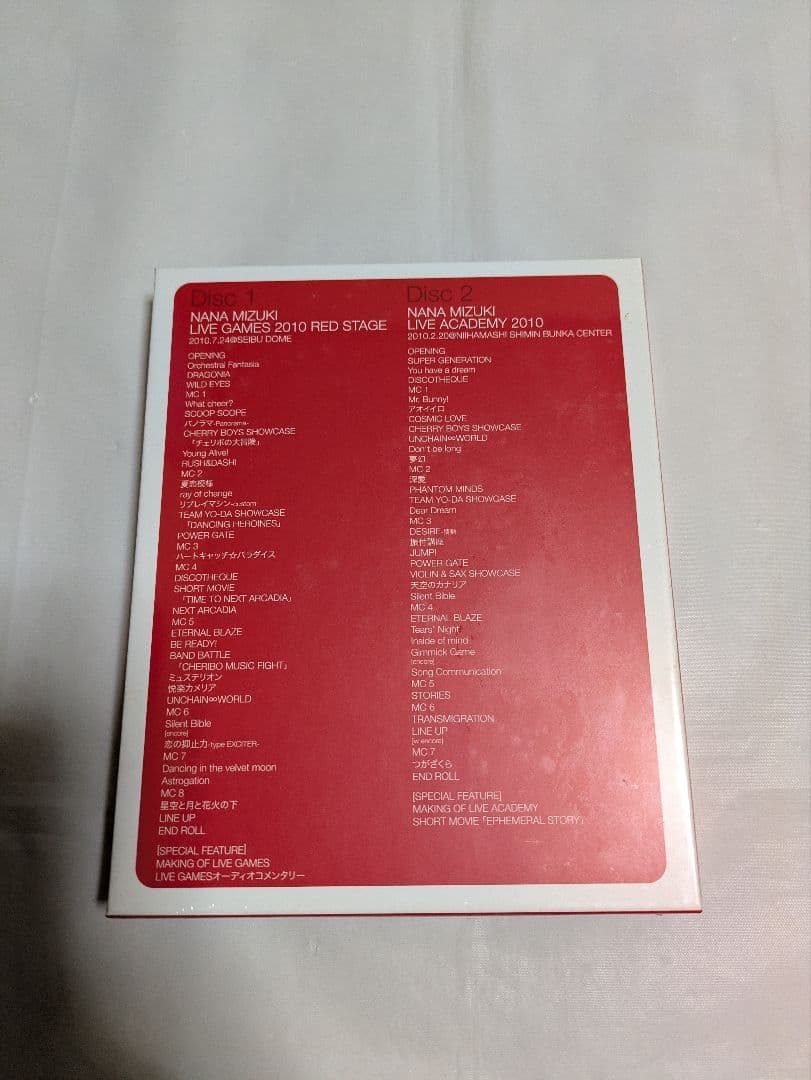 Disc 1
NANA MIZUKI
LIVE GAMES 2010 RED STAGE
2010.7.24@SEIBU DOME
OPENING
Orchestral Fantasia
DRAGONIA
WILD EYES
MC 1
What cheer?
SCOOP SCOPE
パノラマ-Panorama-
CHERRY BOYS SHOWCASE
「チェリボの大冒険」
Young Alive!
RUSH&DASH!
MC 2
夏恋模様
ray of change
リプレイマシン-custom-
TEAM YO-DA SHOWCASE
「DANCING HEROINES」
POWER GATE
MC 3
ハートキャッチ☆パラダイス
MC 4
DISCOTHEQUE
SHORT MOVIE
「TIME TO NEXT ARCADIA」
NEXT ARCADIA
MC 5
ETERNAL BLAZE
BE READY!
BAND BATTLE
「CHERIBO MUSIC FIGHT」
ミュステリオン
悦楽カメリア
UNCHAIN∞WORLD
MC 6
Silent Bible
[encore]
恋の抑止力-type EXCITER-
MC 7
Dancing in the velvet moon
Astrogation
MC 8
星空と月と花火の下
LINE UP
END ROLL
[SPECIAL FEATURE]
MAKING OF LIVE GAMES
LIVE GAMESオーディオコメンタリー
Disc 2
NANA MIZUKI
LIVE ACADEMY 2010
2010.2.20@NIIHAMASHI SHIMIN BUNKA CENTER
OPENING
SUPER GENERATION
You have a dream
DISCOTHEQUE
MC 1
Mr. Bunny!
アオイイロ
COSMIC LOVE
CHERRY BOYS SHOWCASE
UNCHAIN∞WORLD
Don't be long
夢幻
MC 2
深愛
PHANTOM MINDS
TEAM YO-DA SHOWCASE
Dear Dream
MC 3
DESIRE-情動-
振付講座
JUMP!
POWER GATE
VIOLIN & SAX SHOWCASE
天空のカナリア
Silent Bible
MC 4
ETERNAL BLAZE
Tears' Night
Inside of mind
Gimmick Game
[encore]
Song Communication
MC 5
STORIES
MC 6
TRANSMIGRATION
LINE UP
[w encore]
MC 7
つがざくら
END ROLL
[SPECIAL FEATURE]
MAKING OF LIVE ACADEMY
SHORT MOVIE「EPHEMERAL STORY」